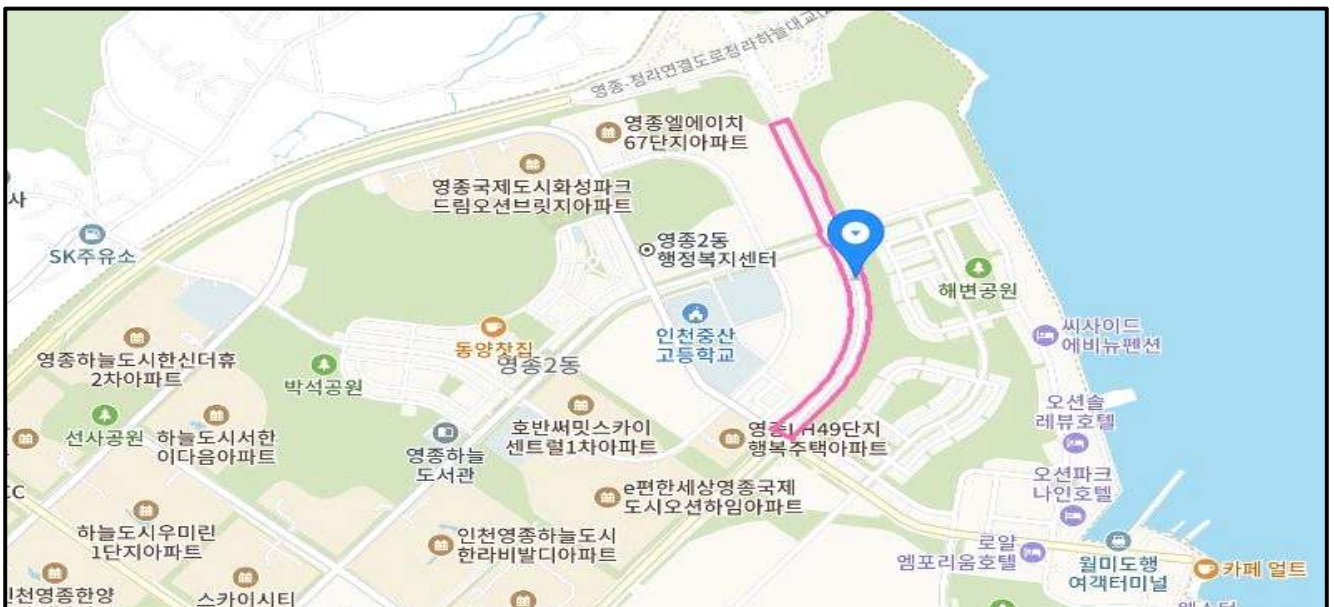 영종-청라연결도로청라하늘대교(
영종엘에이치
67단지아파트
영종국제도시화성파크
드림오션브릿지아파트
사
SK주유소
영종2동
행정복지센터
해변공원
인천중산
고등학교
씨사이드
에비뉴펜션
영종하늘도시한신더휴
2차아파트
동양찻집
영종2동
박석공원
오션솔
레뷰호텔
선사공원
하늘도시서한
이다음아파트
호반써밋스카이
센트럴1차아파트
영종LH49단지
행복주택아파트
영종하늘
도서관
오션파크
나인호텔
e편한세상영종국제
도시오션하임아파트
하늘도시우미린
1단지아파트
인천영종하늘도시
한라비발디아파트
로얄
엠포리움호텔
월미도행
여객터미널
카페 얼트
인천영종한양
스카이시티